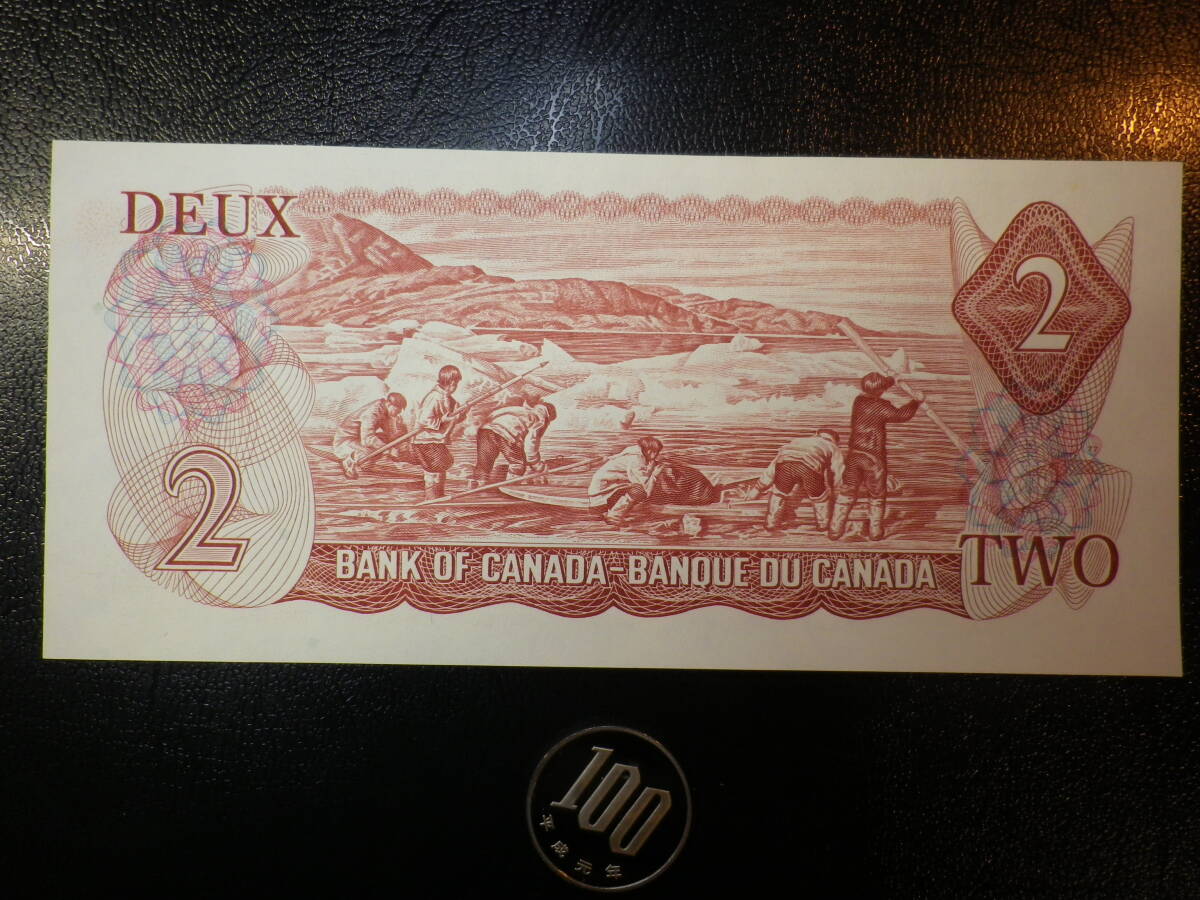 DEUX
2
2
BANK OF CANADA-BANQUE DU CANADA
TWO
100
平成元年